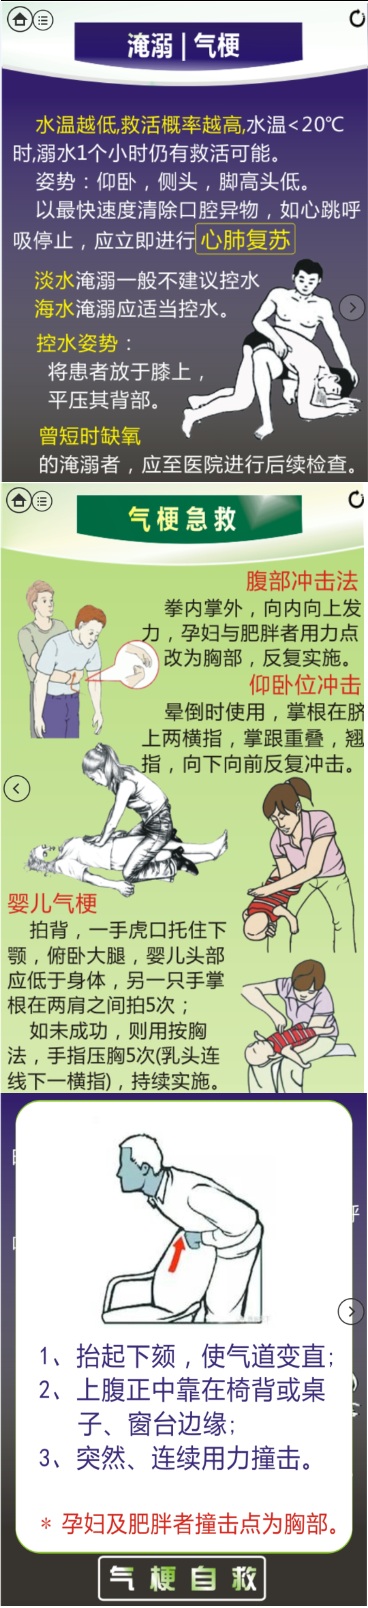 淹溺|气梗
水温越低,救活概率越高,水温<20℃
时,溺水1个小时仍有救活可能。
姿势：仰卧，侧头，脚高头低。
以最快速度清除口腔异物，如心跳呼
吸停止，应立即进行心肺复苏
淡水淹溺一般不建议控水
海水淹溺应适当控水。
控水姿势：
将患者放于膝上，
平压其背部。
曾短时缺氧
的淹溺者，应至医院进行后续检查。
气梗急救
腹部冲击法
拳内掌外，向内向上发
力，孕妇与肥胖者用力点
改为胸部，反复实施。
仰卧位冲击
晕倒时使用，掌根在脐
上两横指，掌跟重叠，翘
指，向下向前反复冲击。
婴儿气梗
拍背，一手虎口托住下
颚，俯卧大腿，婴儿头部
应低于身体，另一只手掌
根在两肩之间拍5次；
如未成功，则用按胸
法，手指压胸5次(乳头连
线下一横指)，持续实施。
1、抬起下颏，使气道变直;
2、上腹正中靠在椅背或桌
子、窗台边缘;
3、突然、连续用力撞击。
*孕妇及肥胖者撞击点为胸部。
气梗自救